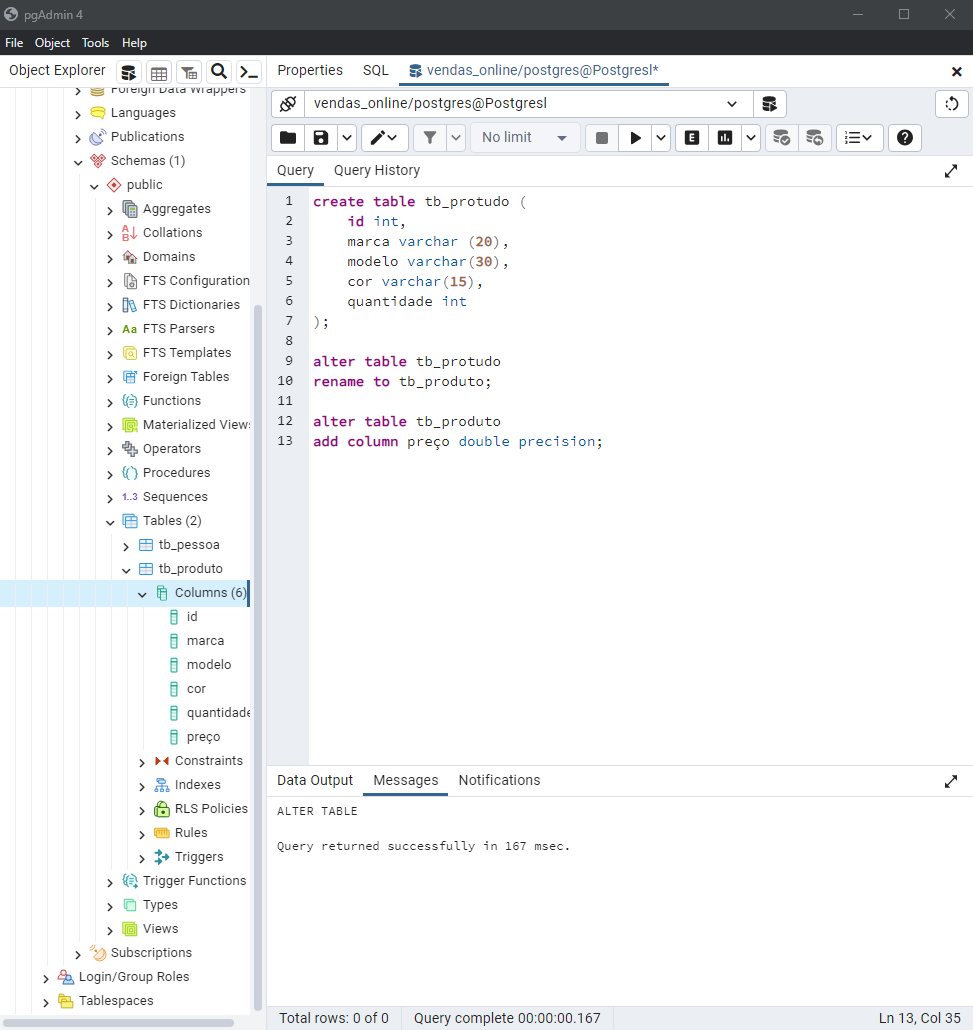 pgAdmin 4
File Object Tools Help
Object Explorer
Properties SQL vendas_online/postgres@Postgresl*
Foreign Data Wrappers
Languages
Publications
Schemas (1)
public
Aggregates
Collations
Domains
FTS Configuration
FTS Dictionaries
Aa FTS Parsers
FTS Templates
Foreign Tables
Functions
Materialized Views
Operators
Procedures
1..3 Sequences
Tables (2)
tb_pessoa
tb_produto
Columns (6)
id
marca
modelo
cor
quantidade
preço
Constraints
Indexes
RLS Policies
Rules
Triggers
Trigger Functions
Types
Views
Subscriptions
Login/Group Roles
Tablespaces
vendas_online/postgres@Postgresl
No limit
E
Query Query History
1 create table tb_protudo (
2 id int,
3 marca varchar (20),
4 modelo varchar(30),
5 cor varchar(15),
6 quantidade int
7 );
8
9 alter table tb_protudo
10 rename to tb_produto;
11
12 alter table tb_produto
13 add column preço double precision;
Data Output Messages Notifications
ALTER TABLE
Query returned successfully in 167 msec.
Total rows: 0 of 0 Query complete 00:00:00.167 Ln 13, Col 35